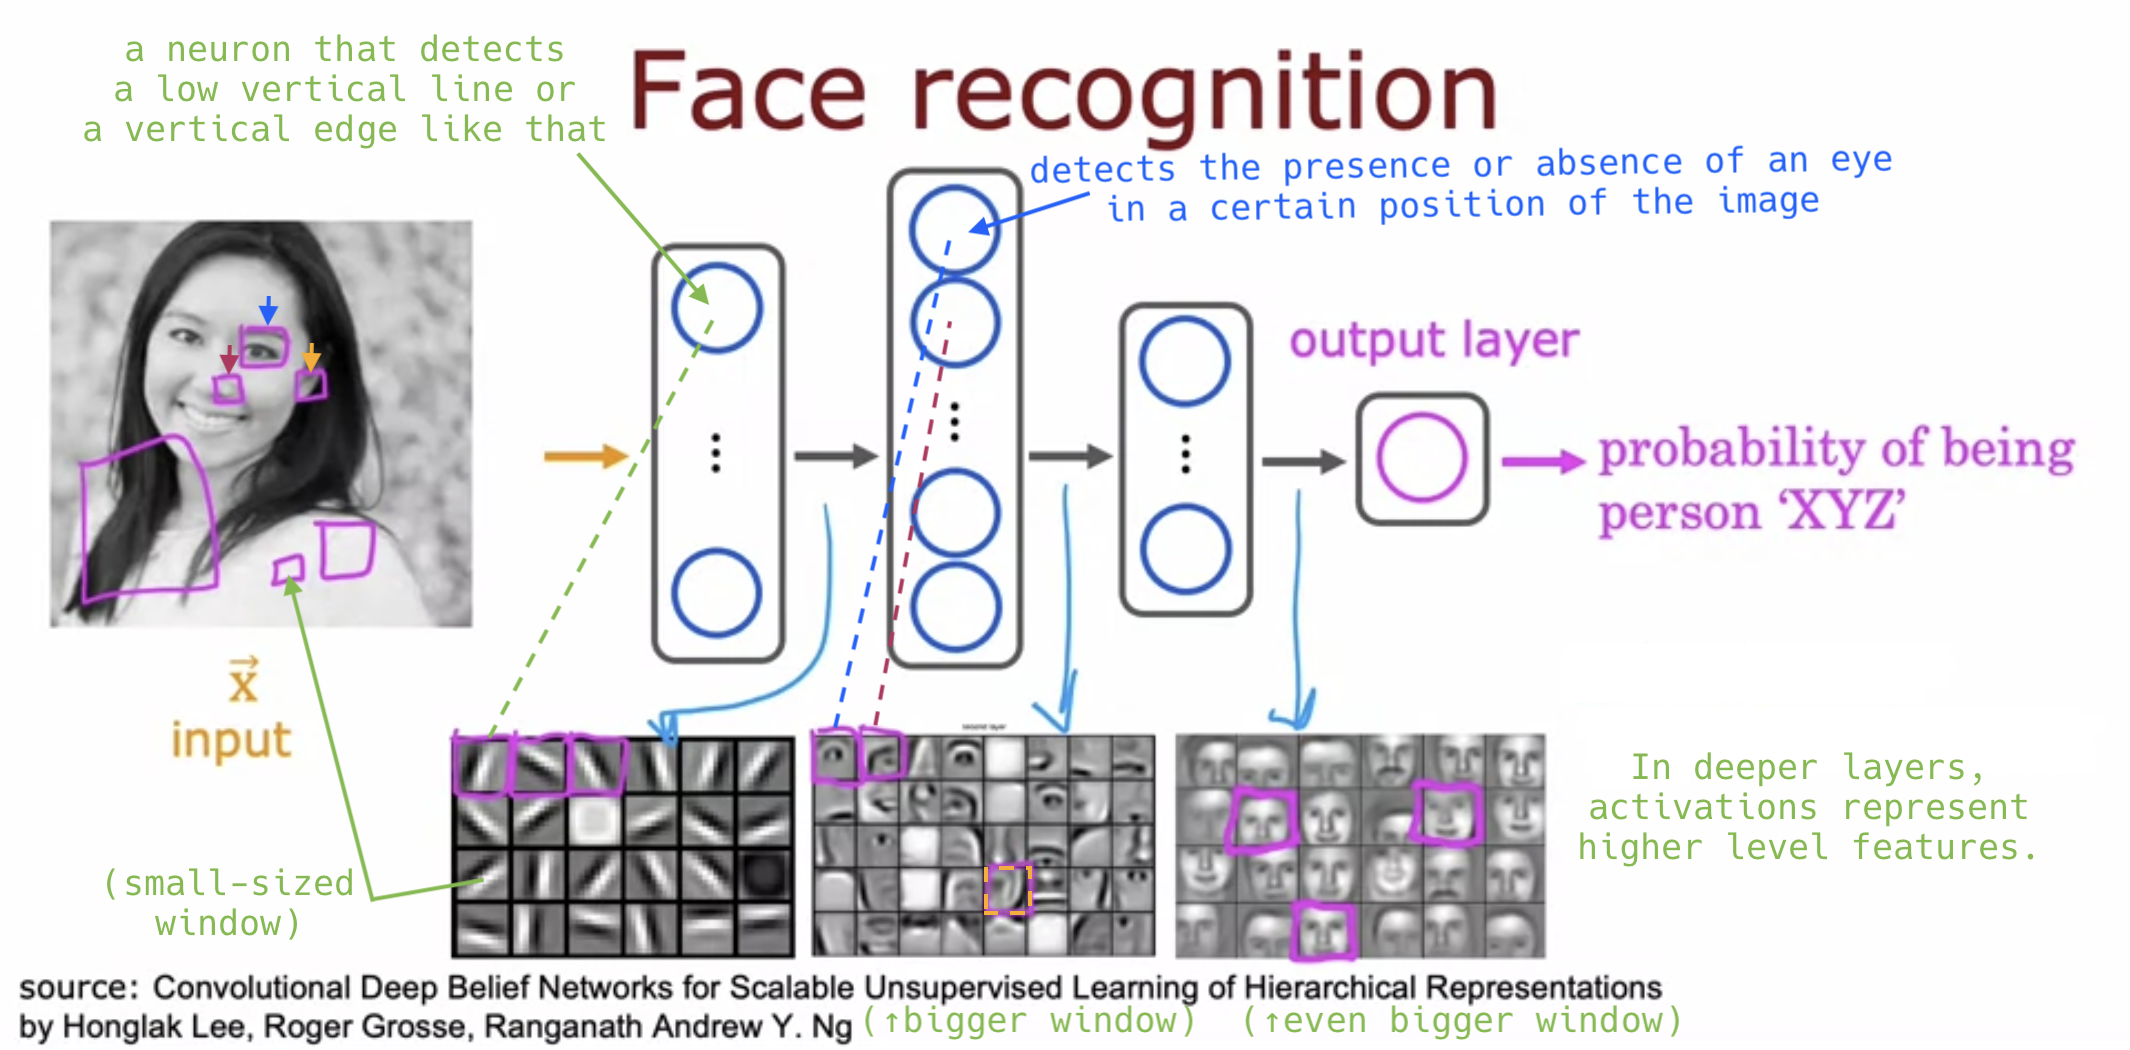 a neuron that detects
a low vertical line or
a vertical edge like that
Face recognition
detects the presence or absence of an eye
in a certain position of the image
output layer
probability of being
person ‘XYZ’
x⃗
input
(small-sized
window)
second layer
In deeper layers,
activations represent
higher level features.
source: Convolutional Deep Belief Networks for Scalable Unsupervised Learning of Hierarchical Representations
by Honglak Lee, Roger Grosse, Ranganath Andrew Y. Ng
(↑bigger window)
(↑even bigger window)